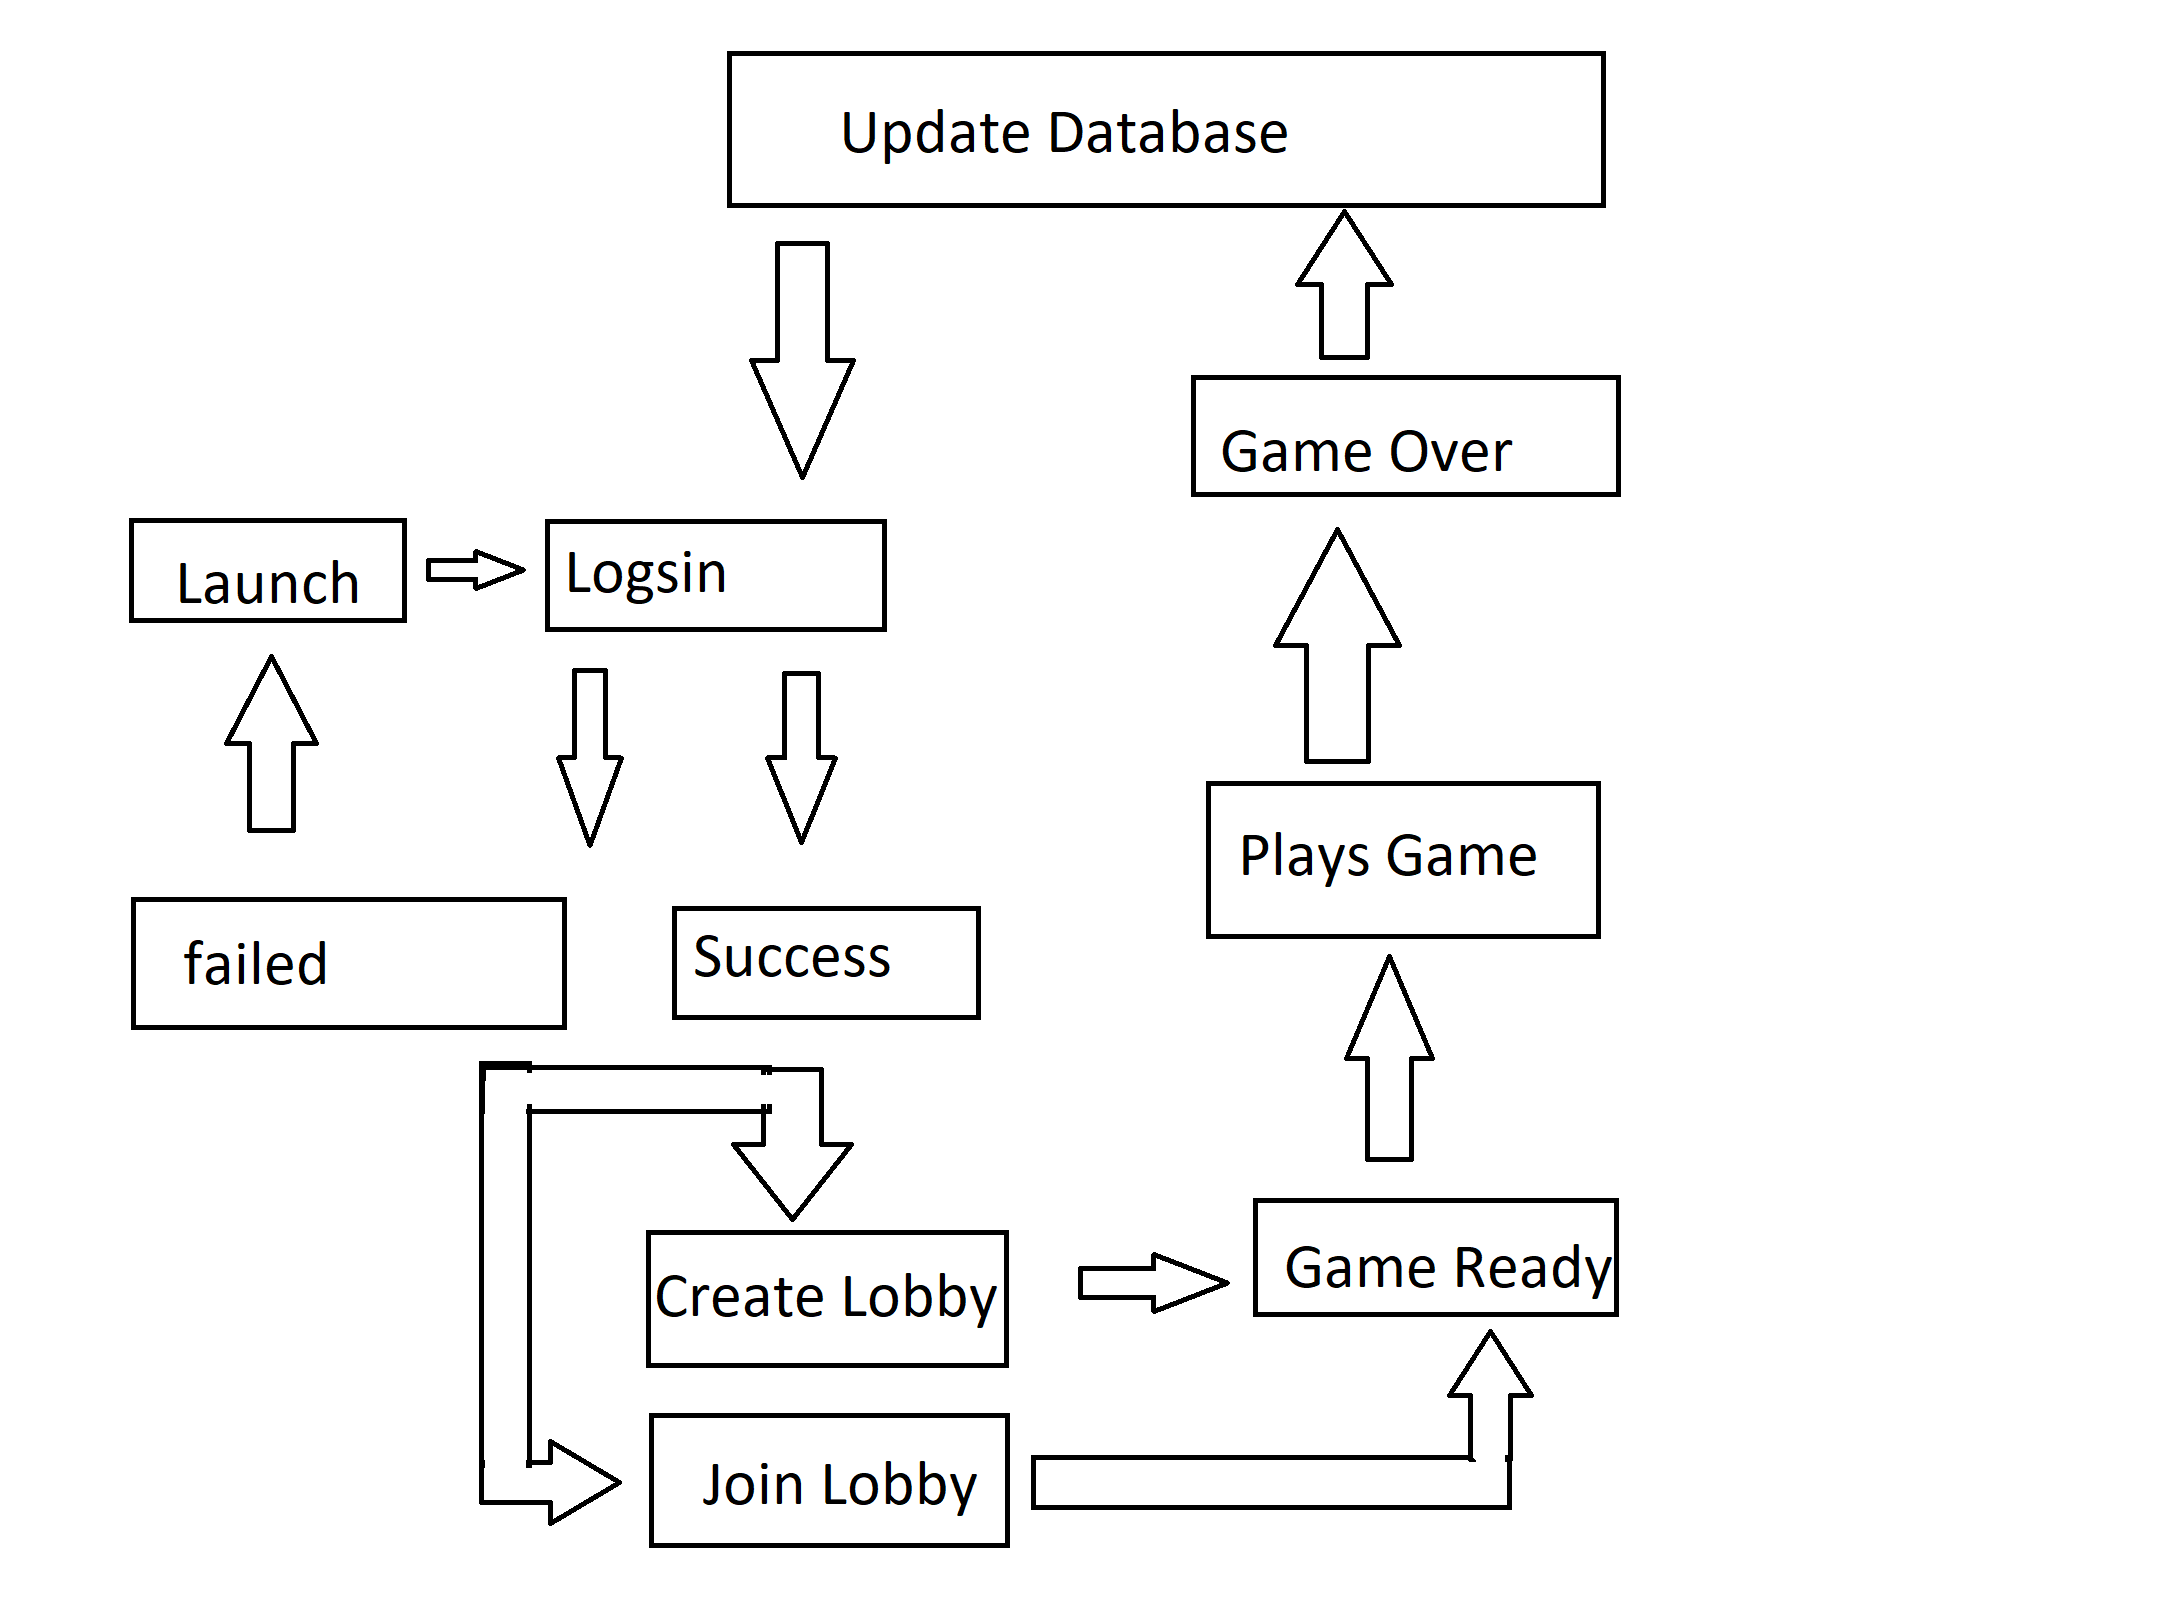 Update Database
Game Over
Launch
Logsin
Plays Game
failed
Success
Create Lobby
Game Ready
Join Lobby